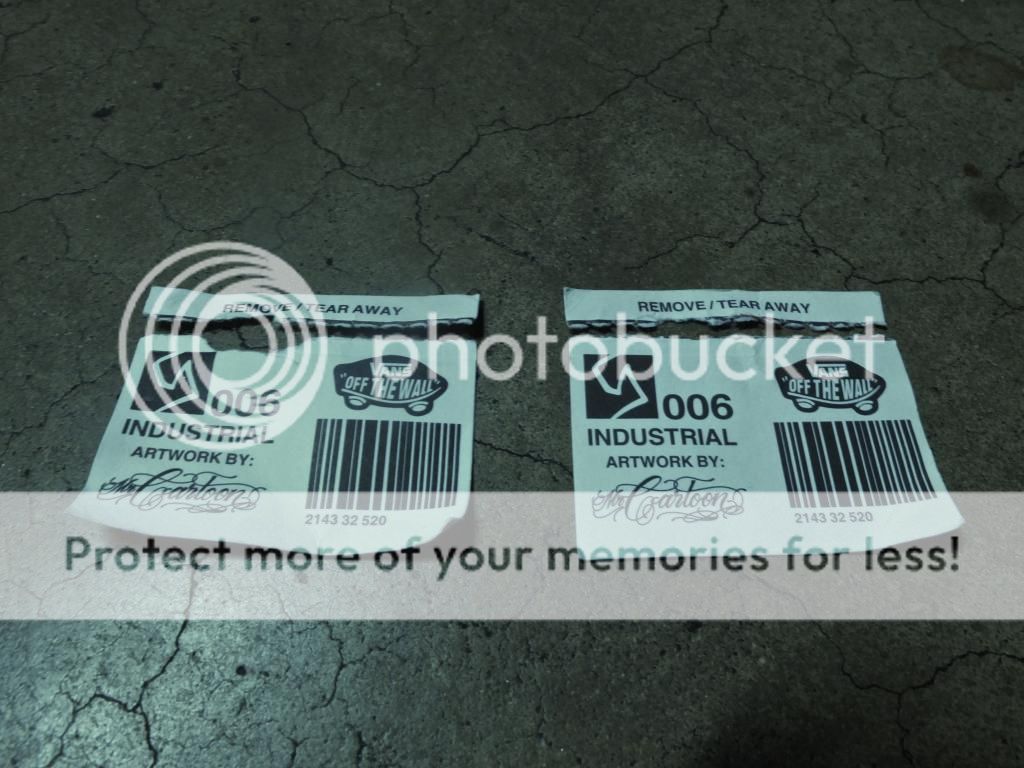 REMOVE / TEAR AWAY
006
INDUSTRIAL
ARTWORK BY:
Mr Cartoon
VANS
"OFF THE WALL"
2143 32 520
REMOVE / TEAR AWAY
006
INDUSTRIAL
ARTWORK BY:
Mr Cartoon
VANS
"OFF THE WALL"
2143 32 520
photobucket
Protect more of your memories for less!